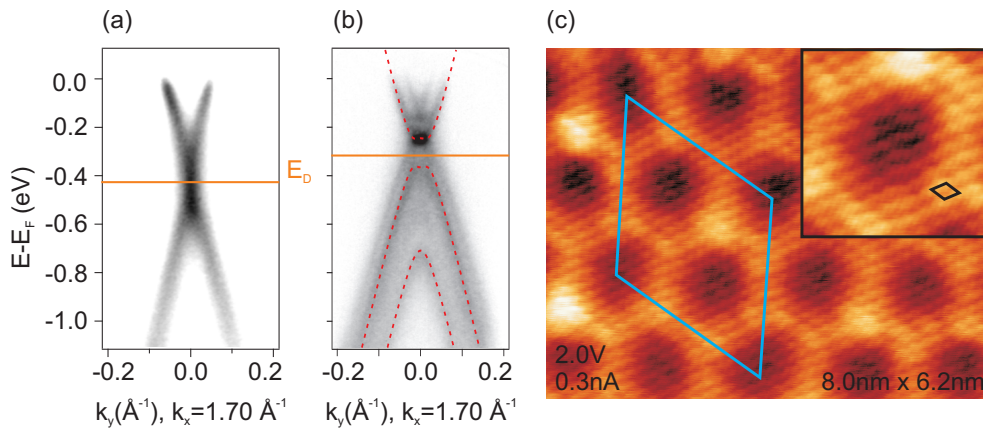 (a)
(b)
(c)
E-E_F (eV)
0.0
-0.2
-0.4
-0.6
-0.8
-1.0
E_D
-0.2 0.0 0.2
k_y(Å⁻¹), k_x=1.70 Å⁻¹
-0.2 0.0 0.2
k_y(Å⁻¹), k_x=1.70 Å⁻¹
2.0V
0.3nA
8.0nm x 6.2nm